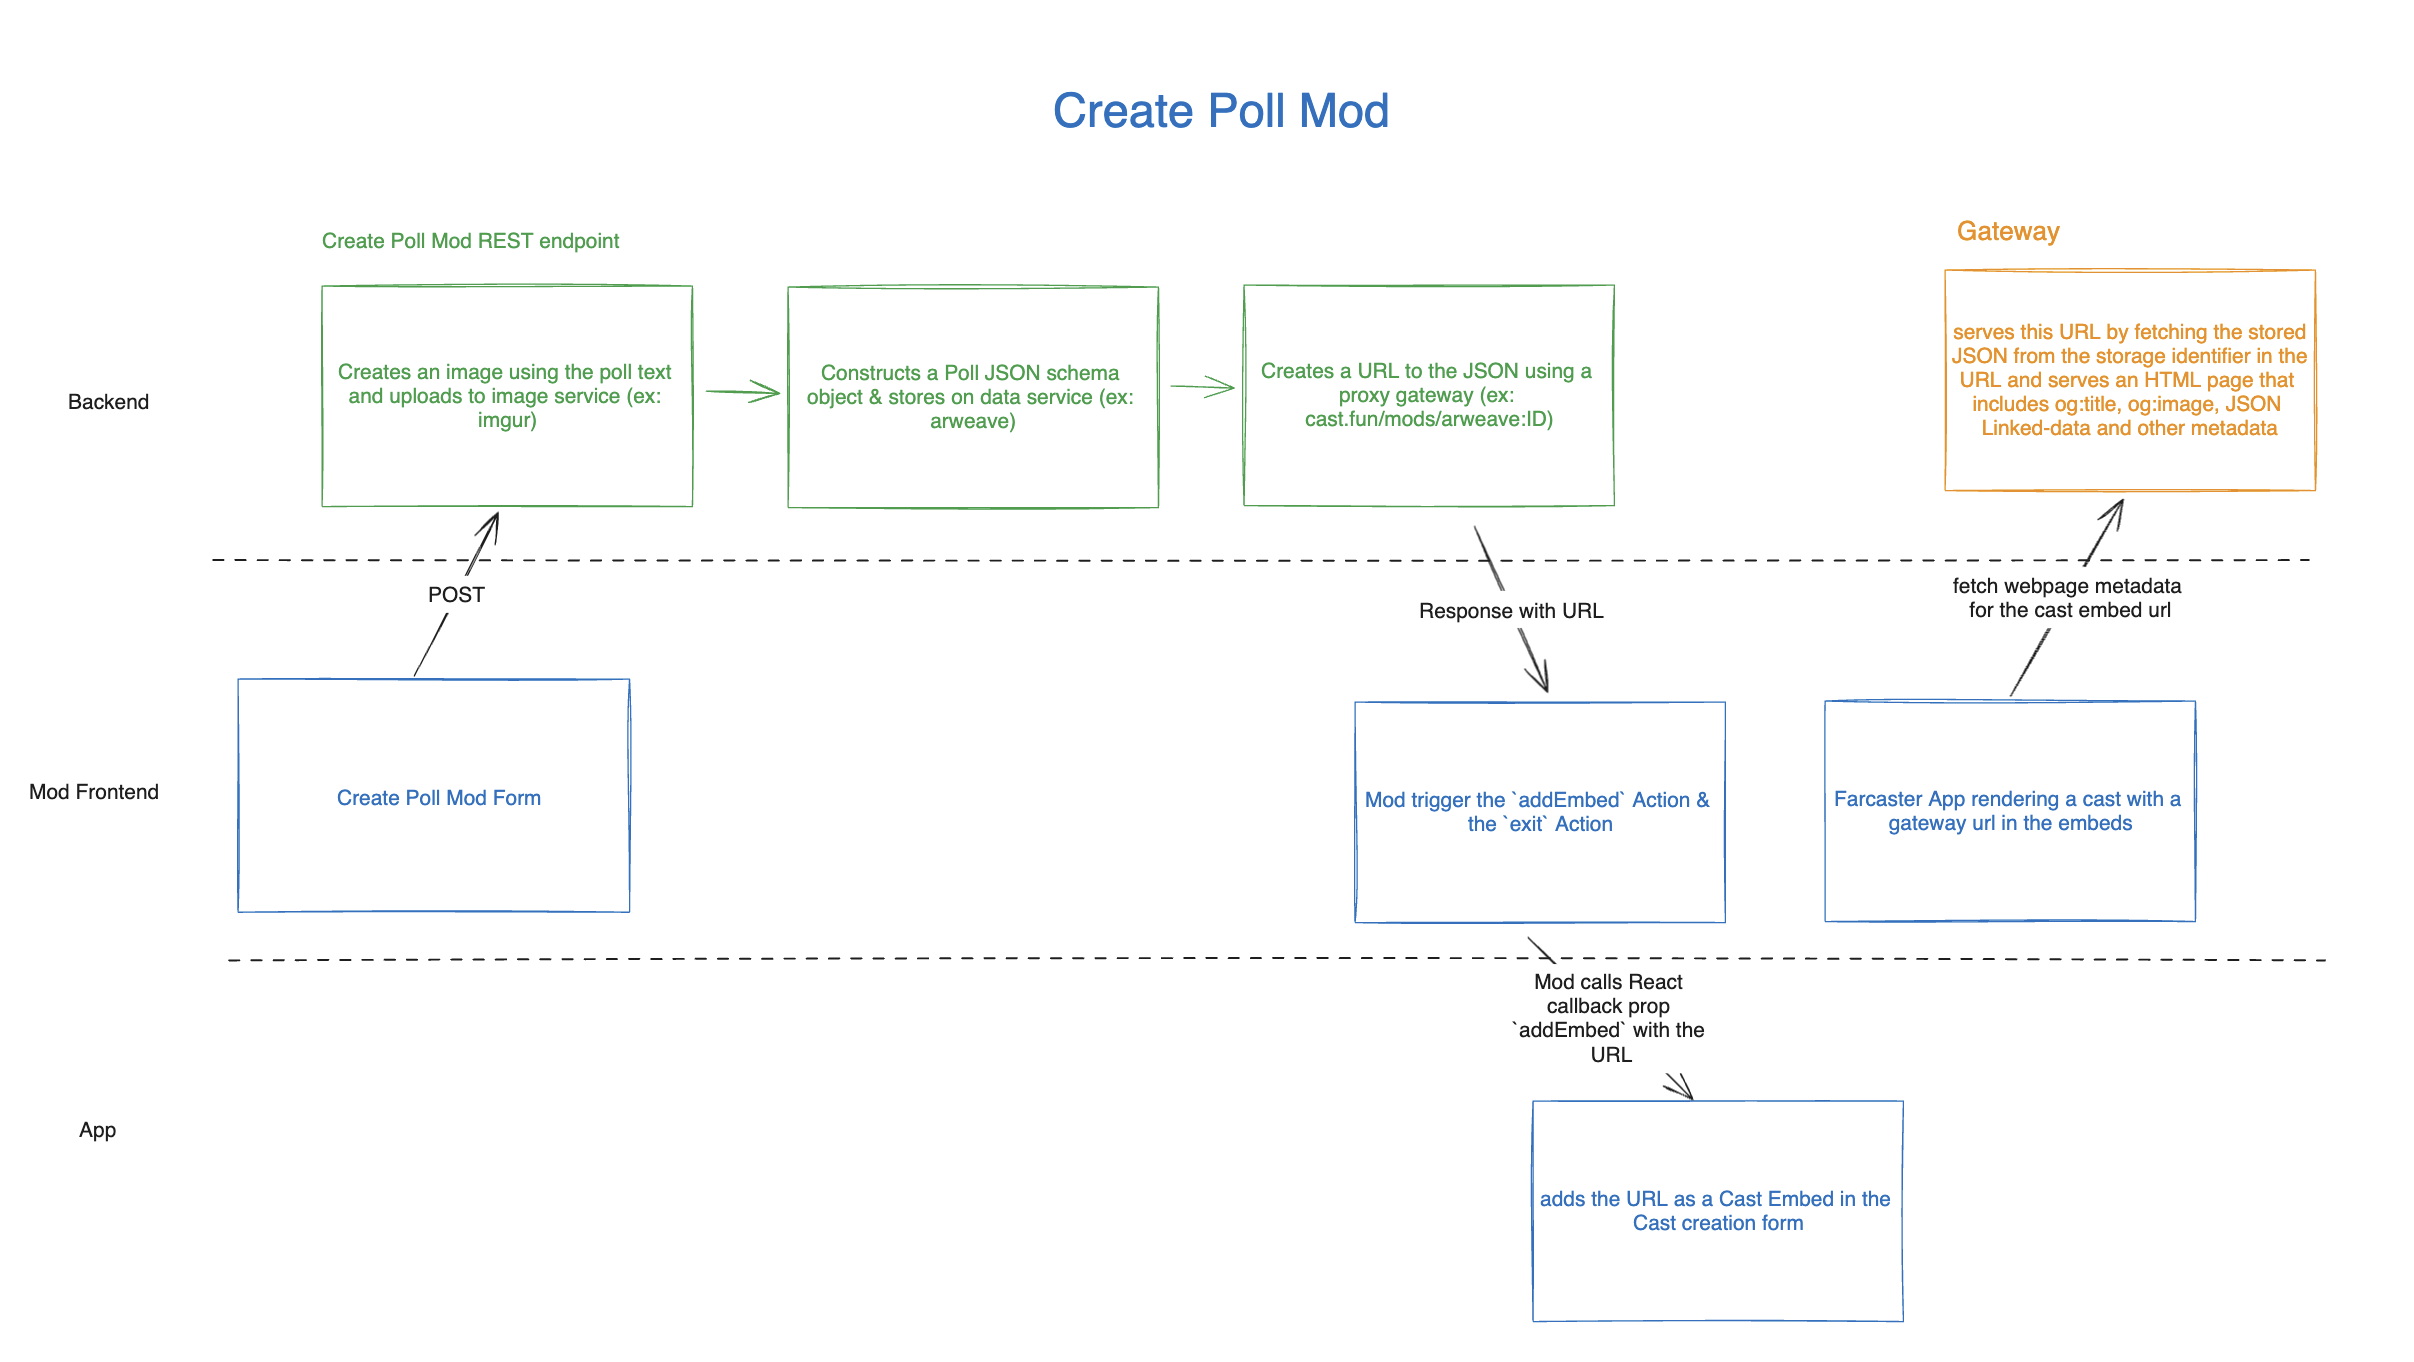 Create Poll Mod
Create Poll Mod REST endpoint
Gateway
Backend
Creates an image using the poll text
and uploads to image service (ex:
imgur)
Constructs a Poll JSON schema
object & stores on data service (ex:
arweave)
Creates a URL to the JSON using a
proxy gateway (ex:
cast.fun/mods/arweave:ID)
serves this URL by fetching the stored
JSON from the storage identifier in the
URL and serves an HTML page that
includes og:title, og:image, JSON
Linked-data and other metadata
POST
Response with URL
fetch webpage metadata
for the cast embed url
Mod Frontend
Create Poll Mod Form
Mod trigger the `addEmbed` Action &
the `exit` Action
Farcaster App rendering a cast with a
gateway url in the embeds
Mod calls React
callback prop
`addEmbed` with the
URL
App
adds the URL as a Cast Embed in the
Cast creation form